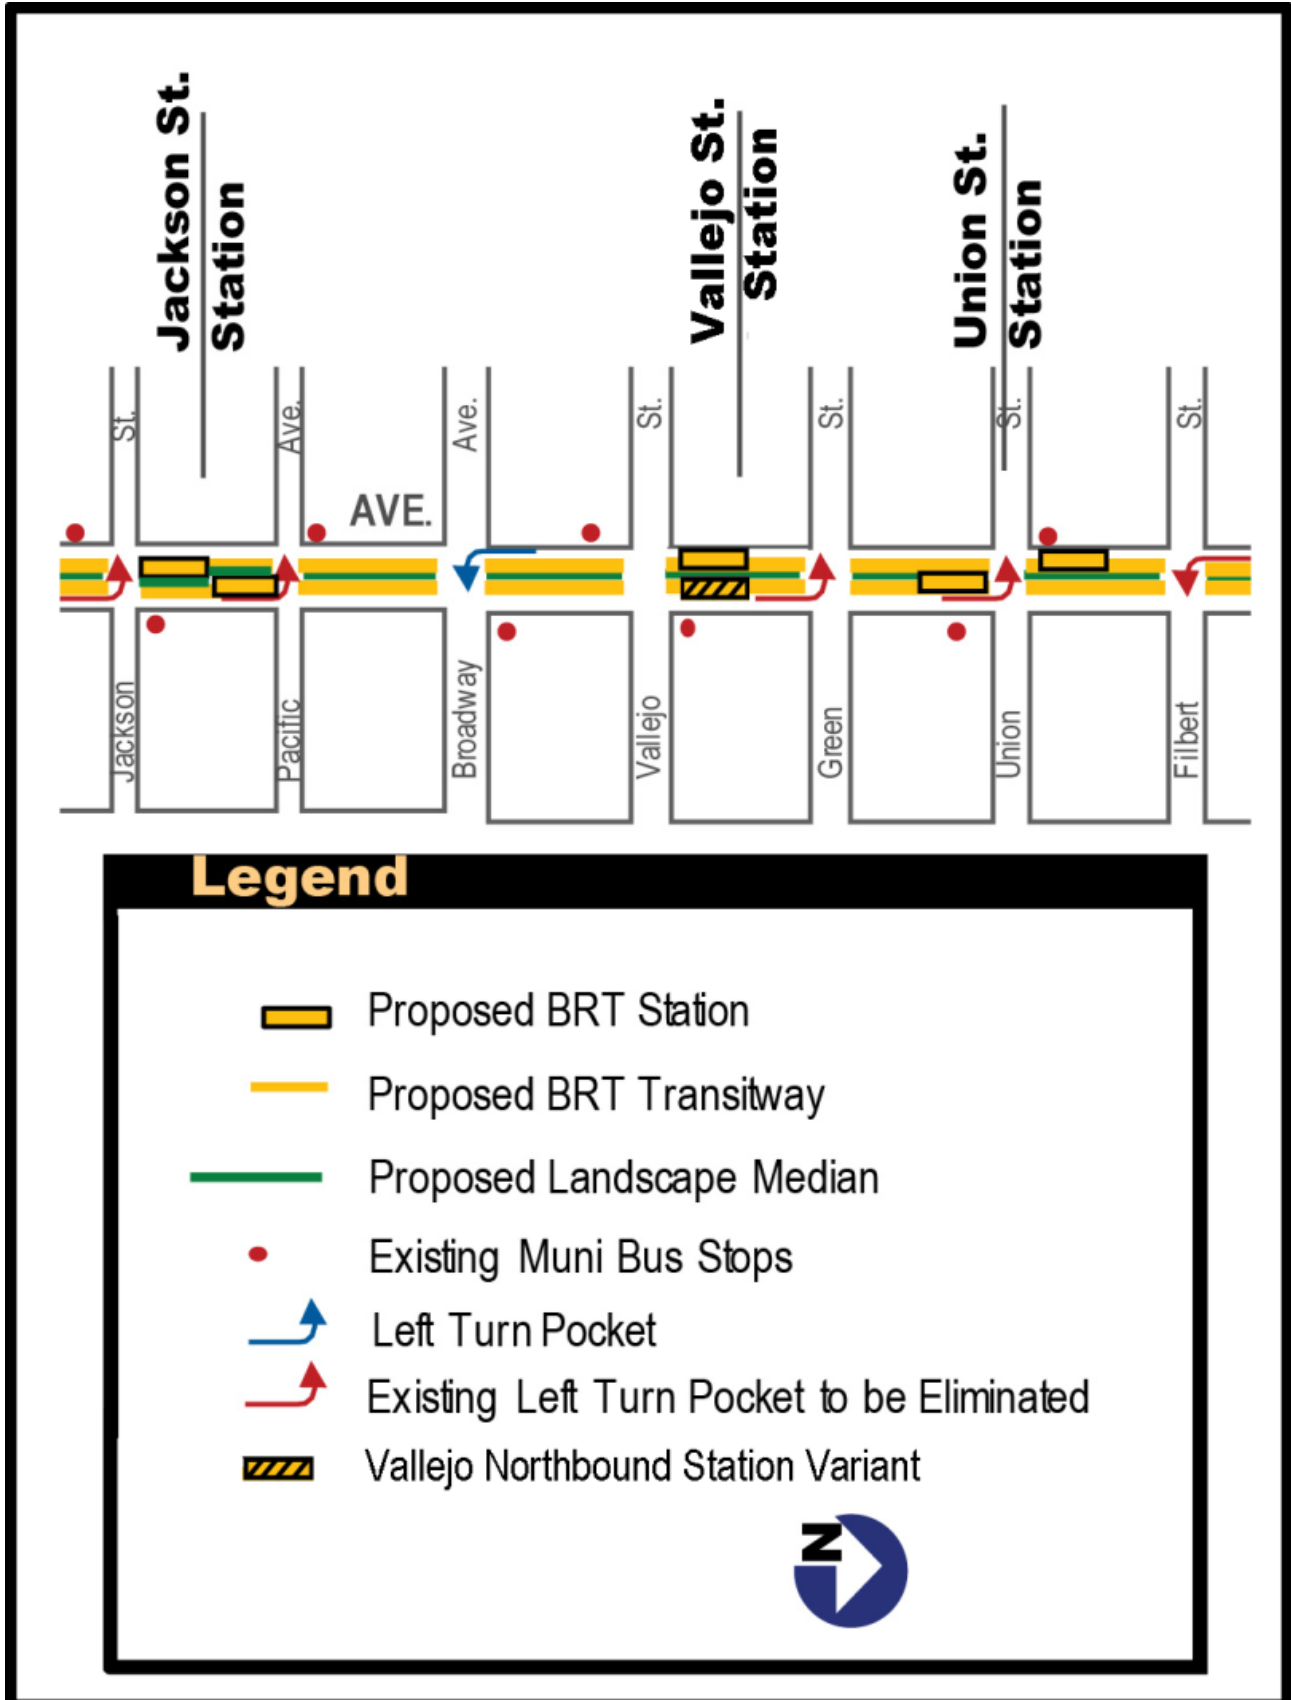 Jackson St.
Station
Vallejo St.
Station
Union St.
Station
St.
Ave.
Ave.
St.
St.
St.
St.
AVE.
Jackson
Pacific
Broadway
Vallejo
Green
Union
Filbert
Legend
Proposed BRT Station
Proposed BRT Transitway
Proposed Landscape Median
Existing Muni Bus Stops
Left Turn Pocket
Existing Left Turn Pocket to be Eliminated
Vallejo Northbound Station Variant
N